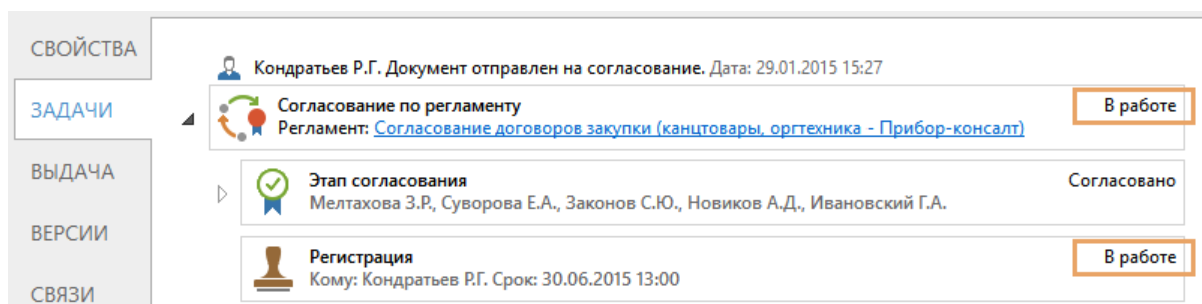 СВОЙСТВА
Кондратьев Р.Г. Документ отправлен на согласование. Дата: 29.01.2015 15:27
ЗАДАЧИ
Согласование по регламенту
В работе
Регламент: Согласование договоров закупки (канцтовары, оргтехника - Прибор-консалт)
ВЫДАЧА
Этап согласования
Согласовано
Мелтахова З.Р., Суворова Е.А., Законов С.Ю., Новиков А.Д., Ивановский Г.А.
ВЕРСИИ
Регистрация
В работе
Кому: Кондратьев Р.Г. Срок: 30.06.2015 13:00
СВЯЗИ